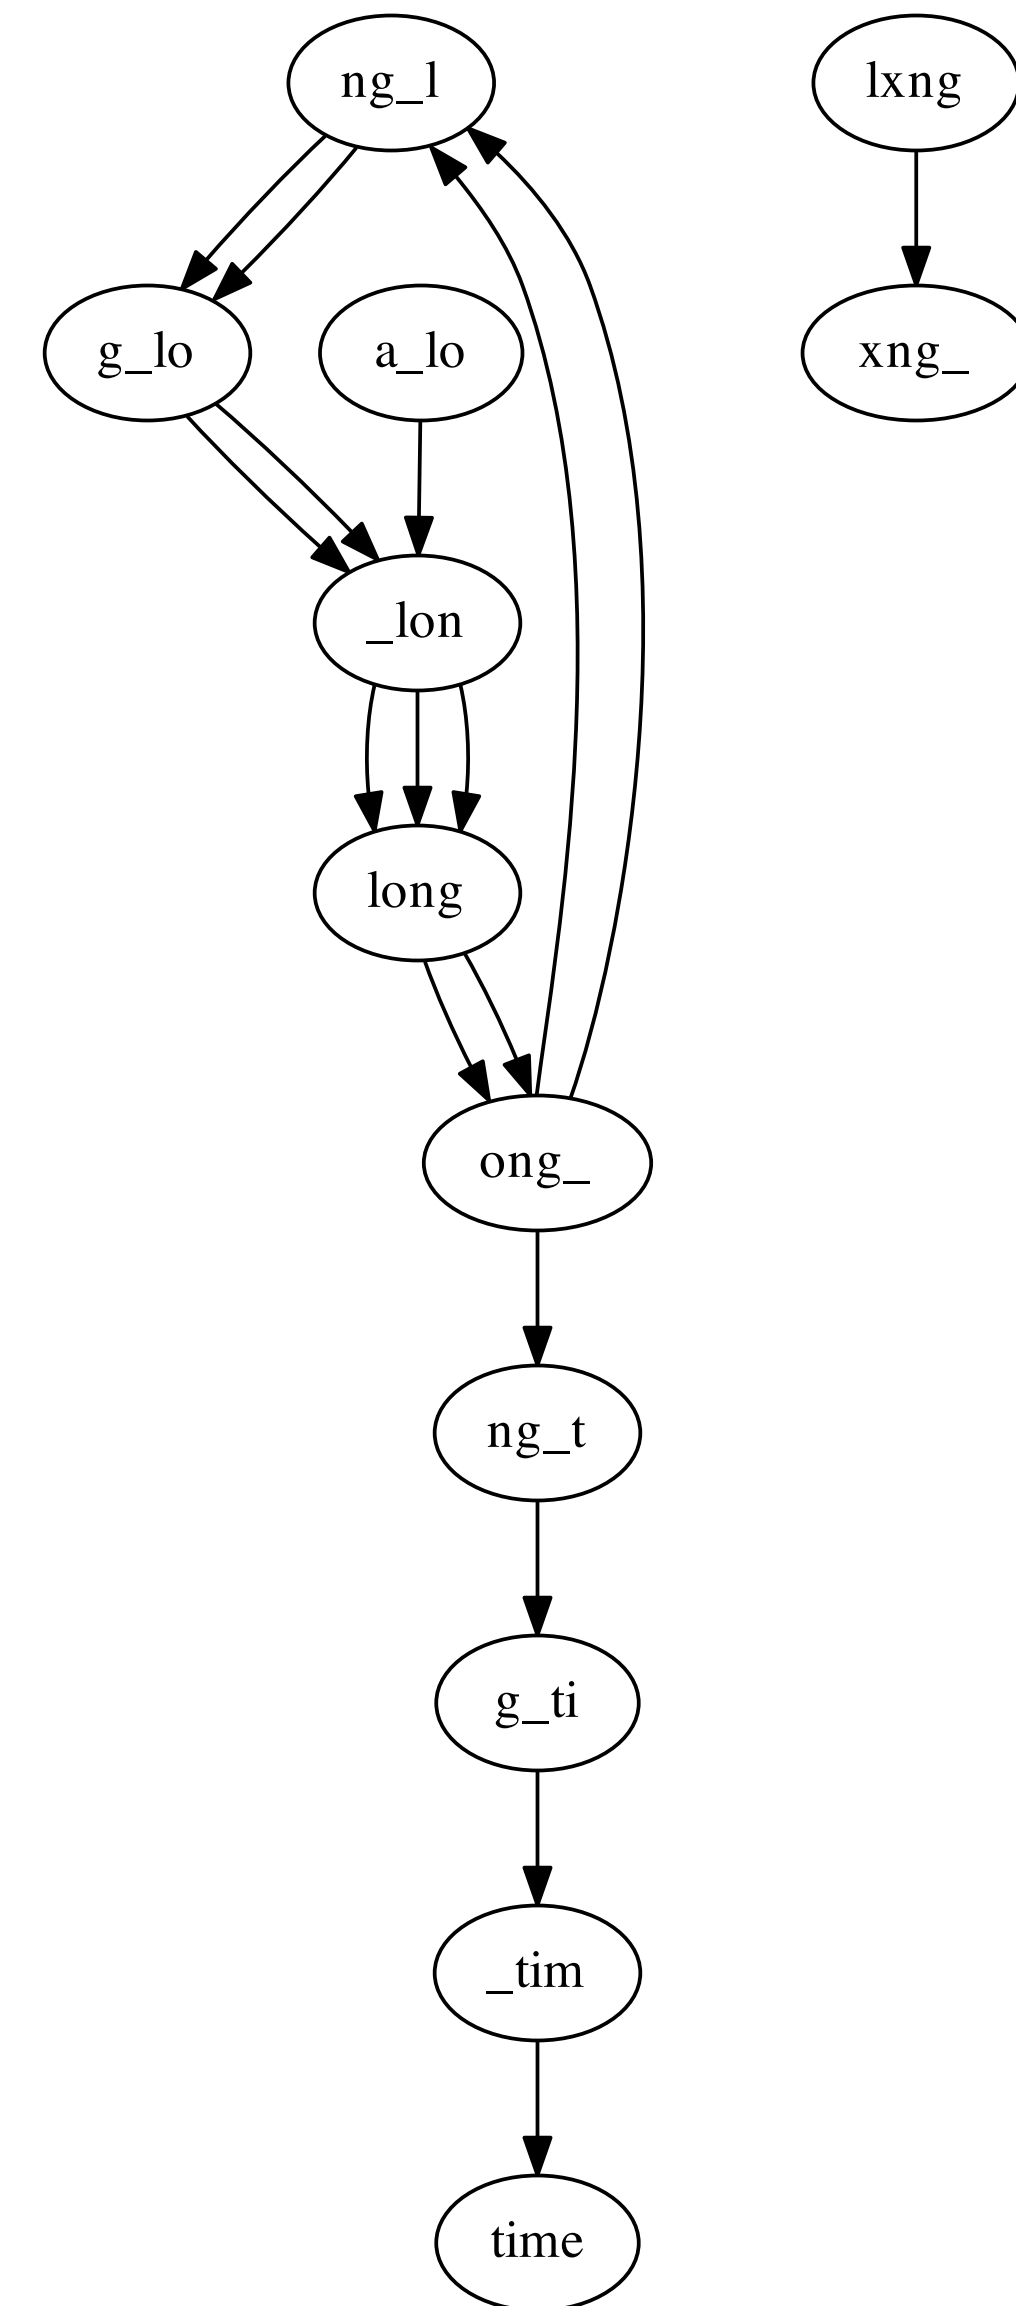 ng_l
lxng
g_lo
a_lo
xng_
_lon
long
ong_
ng_t
g_ti
_tim
time